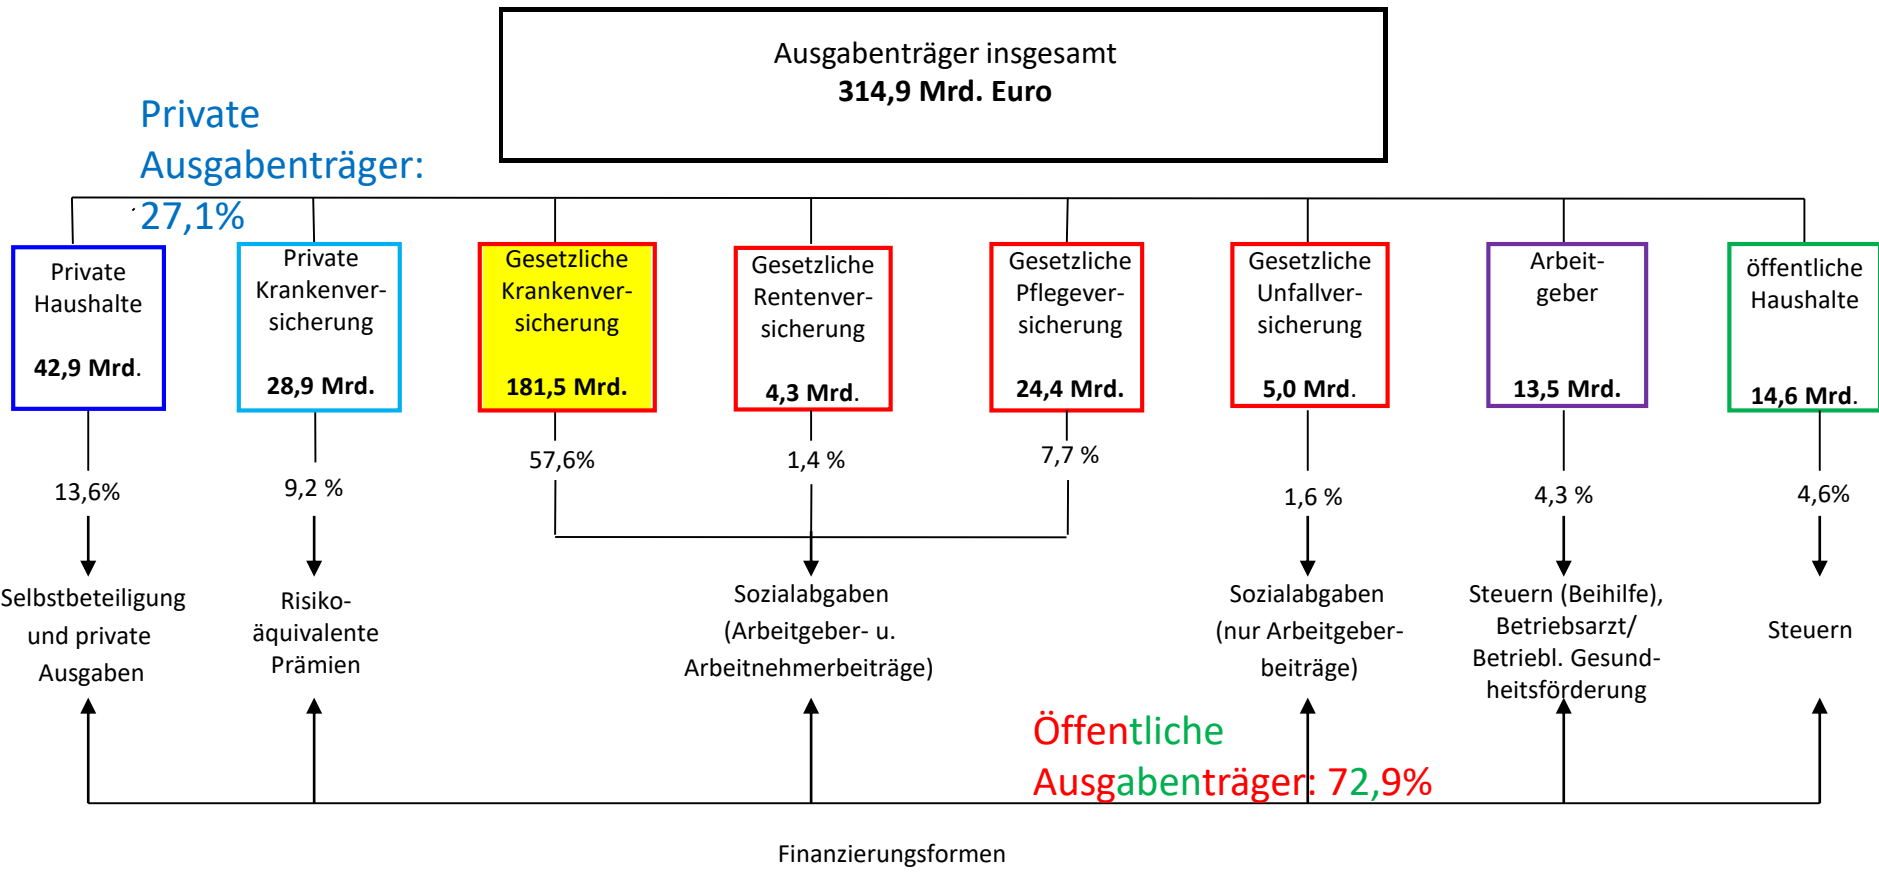 Ausgabenträger insgesamt
314,9 Mrd. Euro
Private
Ausgabenträger:
27,1%
Private
Haushalte
42,9 Mrd.
Private
Krankenver-
sicherung
28,9 Mrd.
Gesetzliche
Krankenver-
sicherung
181,5 Mrd.
Gesetzliche
Rentenver-
sicherung
4,3 Mrd.
Gesetzliche
Pflegever-
sicherung
24,4 Mrd.
Gesetzliche
Unfallver-
sicherung
5,0 Mrd.
Arbeit-
geber
13,5 Mrd.
öffentliche
Haushalte
14,6 Mrd.
13,6%
9,2 %
57,6%
1,4 %
7,7 %
1,6 %
4,3 %
4,6%
Selbstbeteiligung
und private
Ausgaben
Risiko-
äquivalente
Prämien
Sozialabgaben
(Arbeitgeber- u.
Arbeitnehmerbeiträge)
Sozialabgaben
(nur Arbeitgeber-
beiträge)
Steuern (Beihilfe),
Betriebsarzt/
Betriebl. Gesund-
heitsförderung
Steuern
Öffentliche
Ausgabenträger: 72,9%
Finanzierungsformen